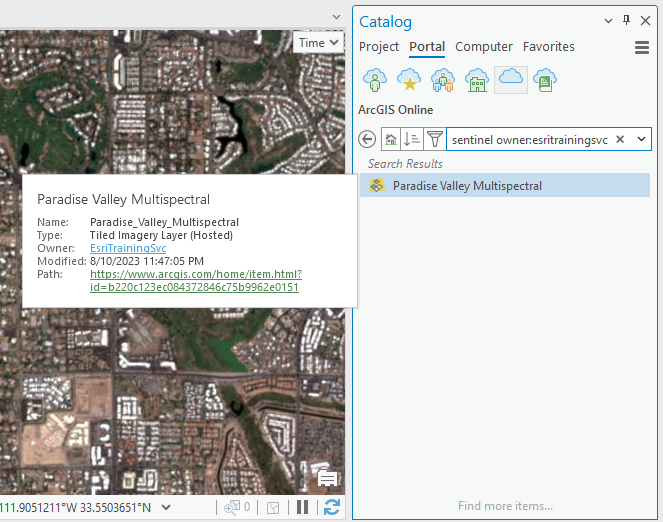 Catalog
Time
Project Portal Computer Favorites
ArcGIS Online
sentinel owner:esritrainingsvc
Search Results
Paradise Valley Multispectral
Paradise Valley Multispectral
Name: Paradise_Valley_Multispectral
Type: Tiled Imagery Layer (Hosted)
Owner: EsriTrainingSvc
Modified: 8/10/2023 11:47:05 PM
Path: https://www.arcgis.com/home/item.html?
id=b220c123ec084372846c75b9962e0151
Find more items...
111.9051211°W 33.5503651°N
0